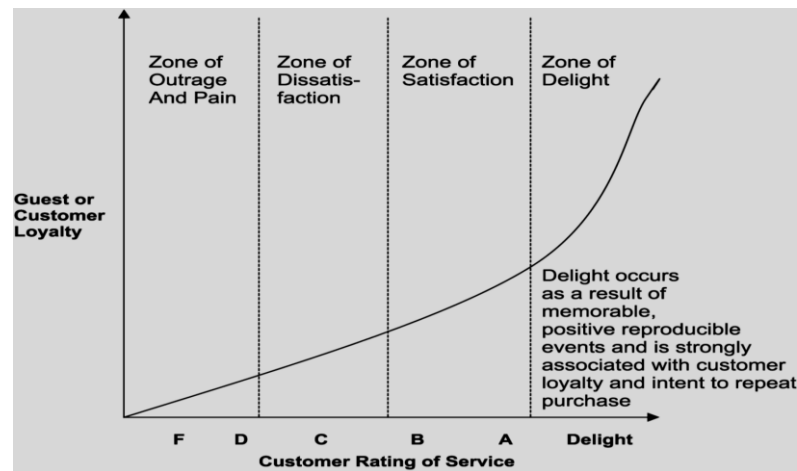 Zone of
Outrage
And Pain
Zone of
Dissatis-
faction
Zone of
Satisfaction
Zone of
Delight
Guest or
Customer
Loyalty
Delight occurs
as a result of
memorable,
positive reproducible
events and is strongly
associated with customer
loyalty and intent to repeat
purchase
F D C B A Delight
Customer Rating of Service